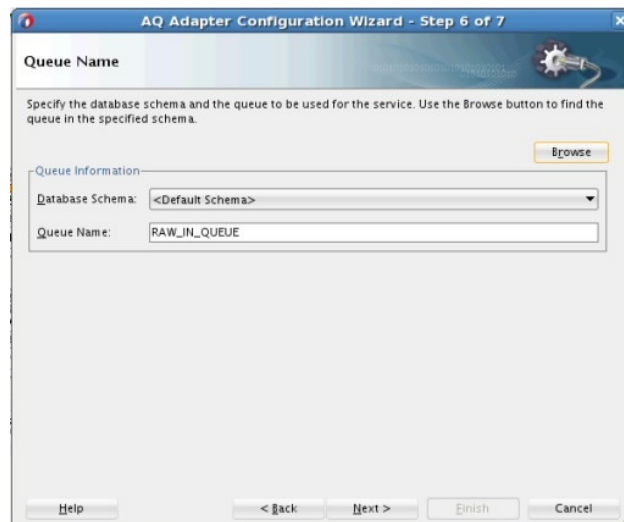 AQ Adapter Configuration Wizard - Step 6 of 7
Queue Name
Specify the database schema and the queue to be used for the service. Use the Browse button to find the
queue in the specified schema.
Browse
Queue Information
Database Schema: <Default Schema>
Queue Name: RAW_IN_QUEUE
Help < Back Next > Finish Cancel